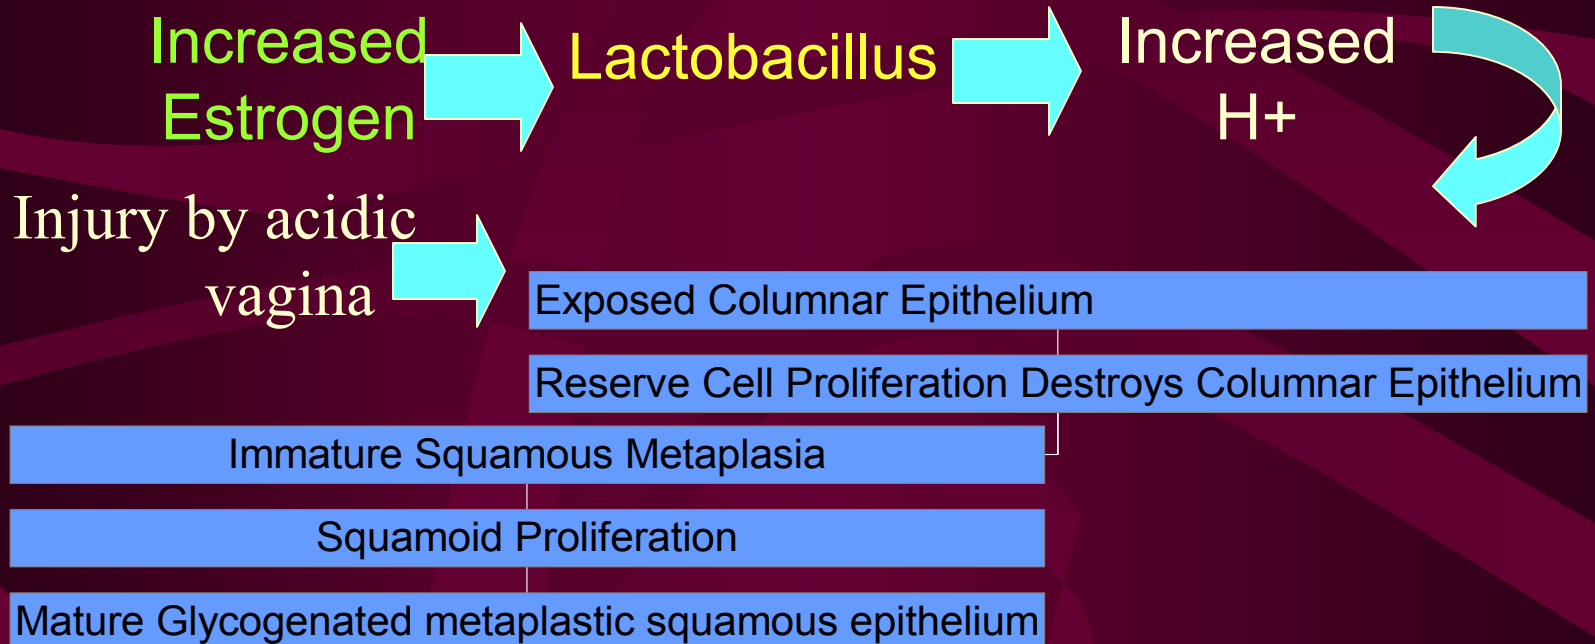 Increased
Estrogen
Lactobacillus
Increased
H+
Injury by acidic
vagina
Exposed Columnar Epithelium
Reserve Cell Proliferation Destroys Columnar Epithelium
Immature Squamous Metaplasia
Squamoid Proliferation
Mature Glycogenated metaplastic squamous epithelium